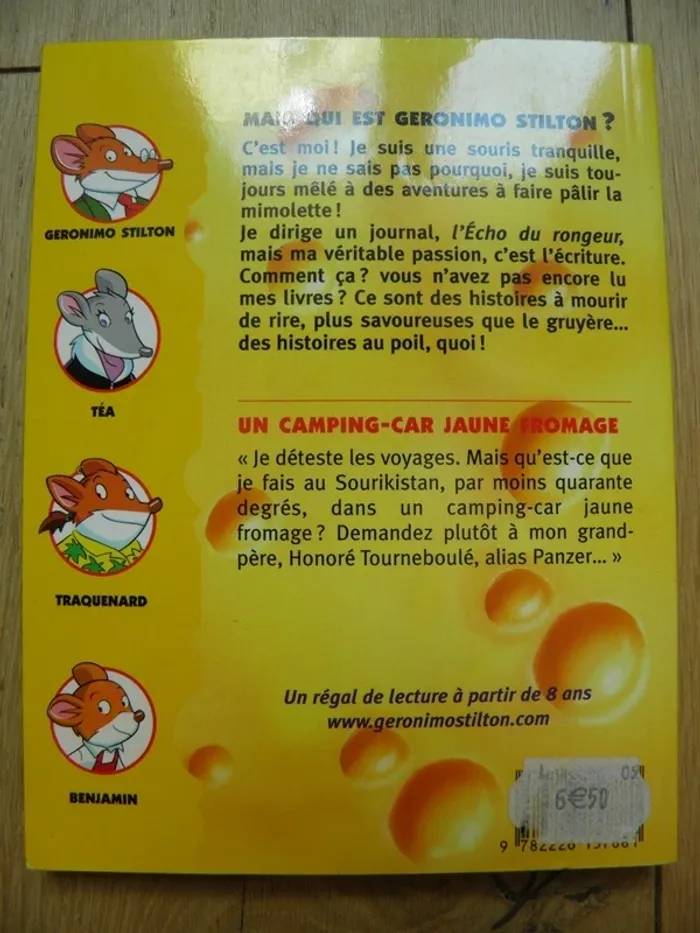 MAIS QUI EST GERONIMO STILTON ?
C'est moi ! Je suis une souris tranquille,
mais je ne sais pas pourquoi, je suis tou-
jours mêlé à des aventures à faire pâlir la
mimolette !
Je dirige un journal, l'Écho du rongeur,
mais ma véritable passion, c'est l'écriture.
Comment ça ? vous n'avez pas encore lu
mes livres ? Ce sont des histoires à mourir
de rire, plus savoureuses que le gruyère...
des histoires au poil, quoi !
UN CAMPING-CAR JAUNE FROMAGE
« Je déteste les voyages. Mais qu'est-ce que
je fais au Sourikistan, par moins quarante
degrés, dans un camping-car jaune
fromage ? Demandez plutôt à mon grand-
père, Honoré Tourneboulé, alias Panzer... »
Un régal de lecture à partir de 8 ans
www.geronimostilton.com
GERONIMO STILTON
TÉA
TRAQUENARD
BENJAMIN
05
6€50